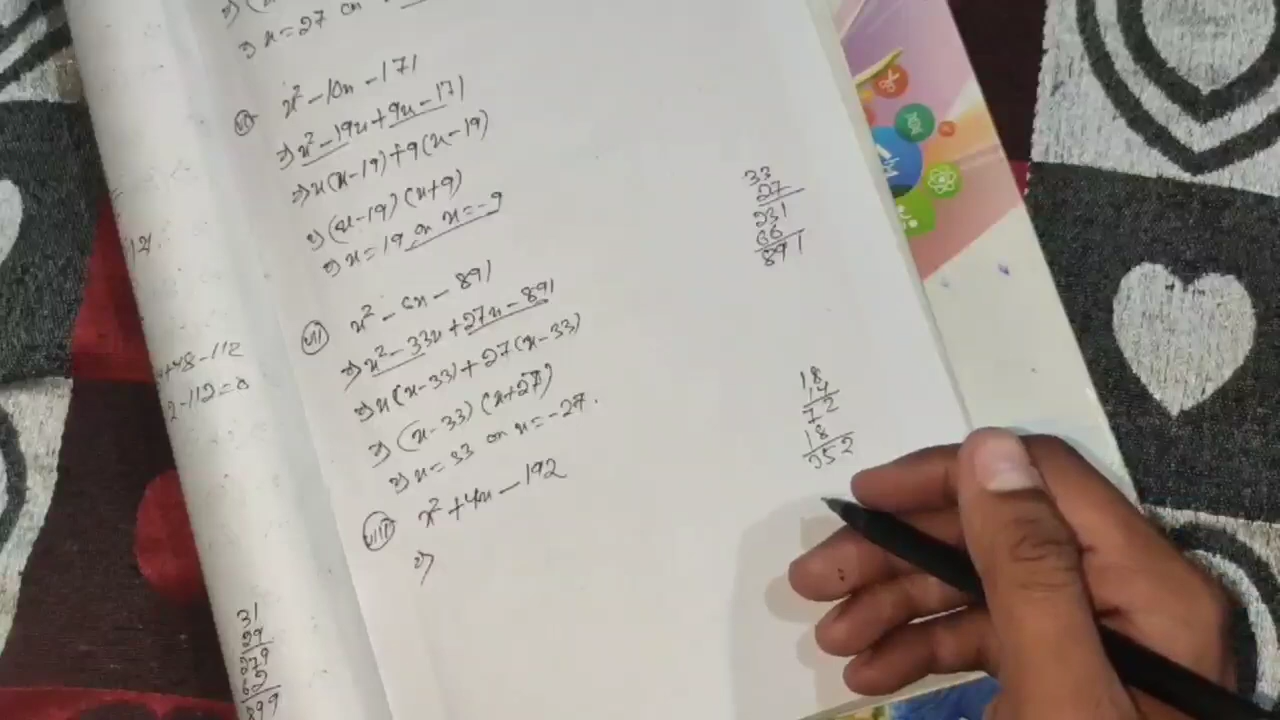 x = 27 or
vi x² - 10x - 171
⇒ x² - 19x + 9x - 171
⇒ x(x-19) + 9(x-19)
⇒ (x-19) (x+9)
⇒ x = 19 or x = -9
vii x² - 6x - 891
⇒ x² - 33x + 27x - 891
⇒ x(x-33) + 27(x-33)
⇒ (x-33) (x+27)
⇒ x = 33 or x = -27.
viii x² + 4x - 192
⇒
33
27
231
66
891
18
14
72
18
252
+48-112
2-112=0
31
29
279
62
899